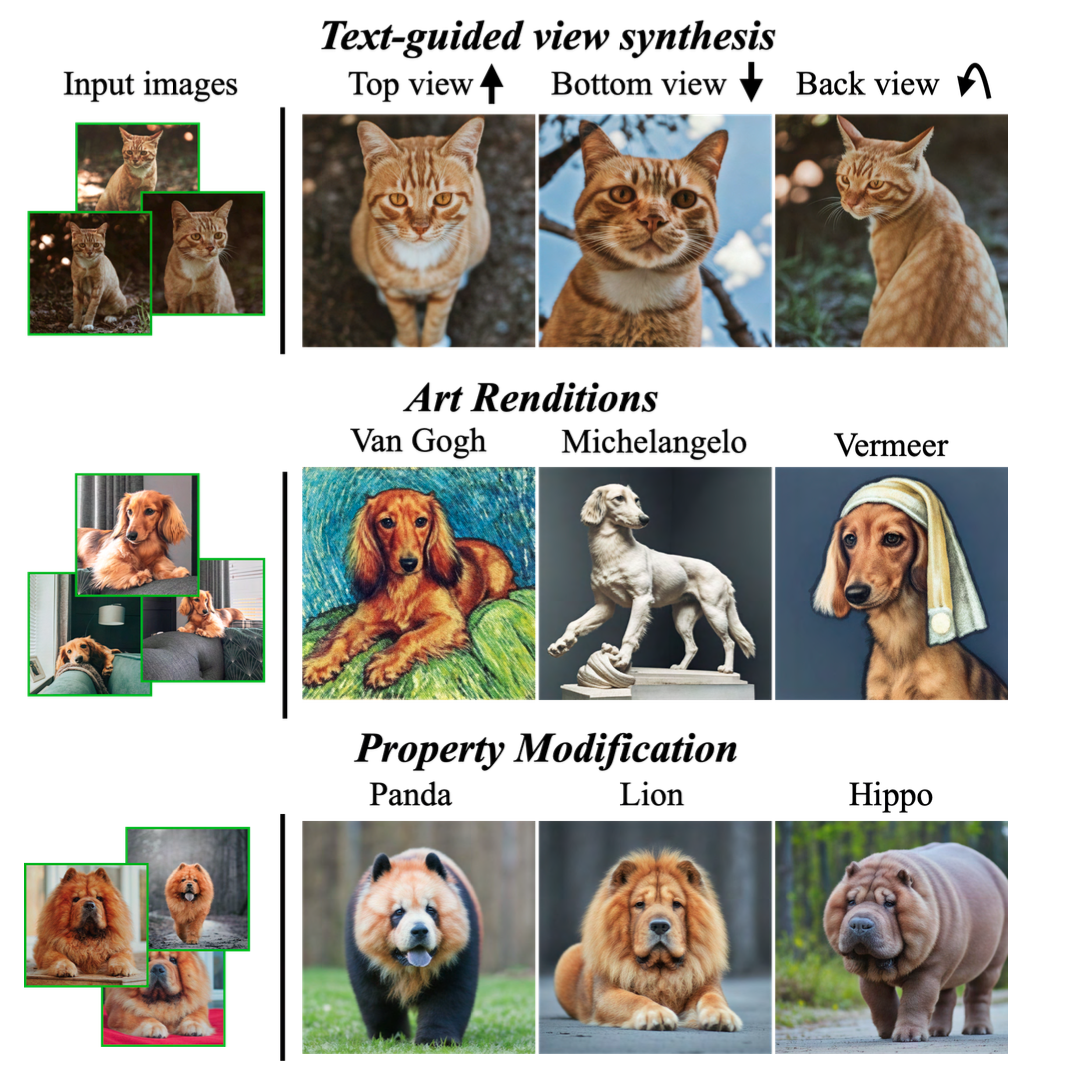 Text-guided view synthesis
Input images
Top view
Bottom view
Back view
Art Renditions
Van Gogh
Michelangelo
Vermeer
Property Modification
Panda
Lion
Hippo